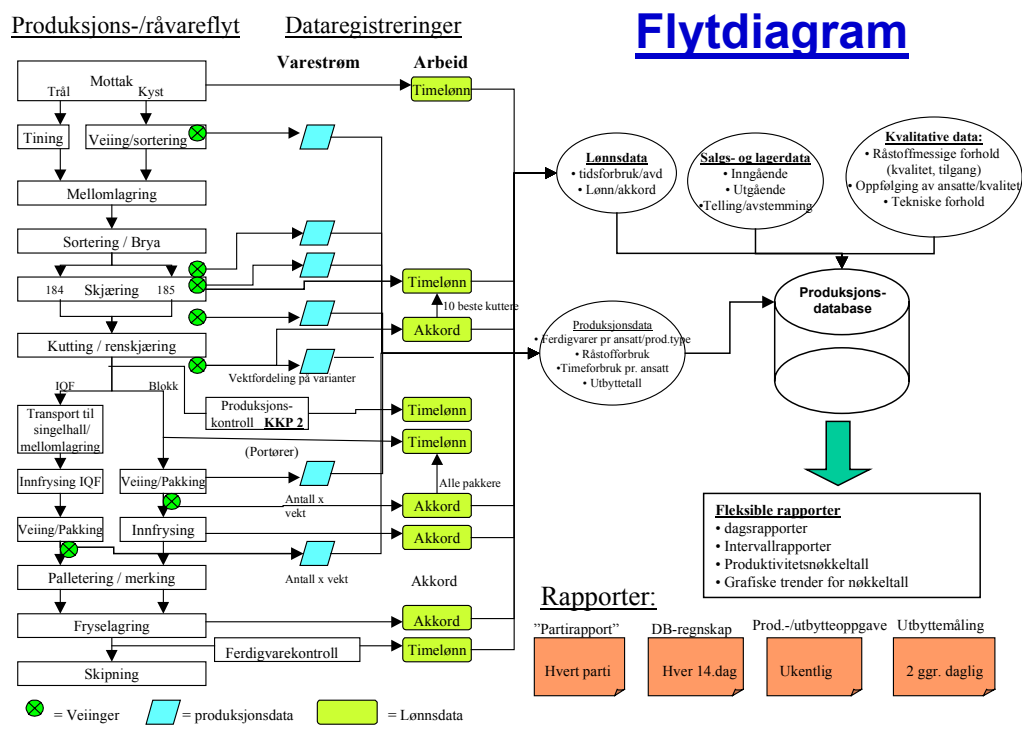 Produksjons-/råvareflyt
Dataregistreringer
Flytdiagram
Varestrøm
Arbeid
Mottak
Trål
Kyst
Timelønn
Tining
Veiing/sortering
Mellomlagring
Sortering / Brya
184
Skjæring
185
Timelønn
10 beste kuttere
Akkord
Kutting / renskjæring
Vektfordeling på varianter
IQF
Blokk
Transport til
singelhall/
mellomlagring
Produksjons-
kontroll KKP 2
Timelønn
Timelønn
(Portører)
Innfrysing IQF
Veiing/Pakking
Alle pakkere
Antall x
vekt
Akkord
Veiing/Pakking
Innfrysing
Akkord
Palletering / merking
Antall x vekt
Akkord
Fryselagring
Akkord
Ferdigvarekontroll
Timelønn
Skipning
= Veiinger
= produksjonsdata
= Lønnsdata
Lønnsdata
• tidsforbruk/avd
• Lønn/akkord
Salgs- og lagerdata
• Inngående
• Utgående
•Telling/avstemming
Kvalitative data:
• Råstoffmessige forhold
(kvalitet, tilgang)
• Oppfølging av ansatte/kvalitet
• Tekniske forhold
Produksjonsdata
• Ferdigvarer pr ansatt/prod.type
• Råstofforbruk
•Timeforbruk pr. ansatt
• Utbyttetall
Produksjons-
database
Fleksible rapporter
• dagsrapporter
• Intervallrapporter
• Produktivitetsnøkkeltall
• Grafiske trender for nøkkeltall
Rapporter:
”Partirapport”
DB-regnskap
Prod.-/utbytteoppgave
Utbyttemåling
Hvert parti
Hver 14.dag
Ukentlig
2 ggr. daglig